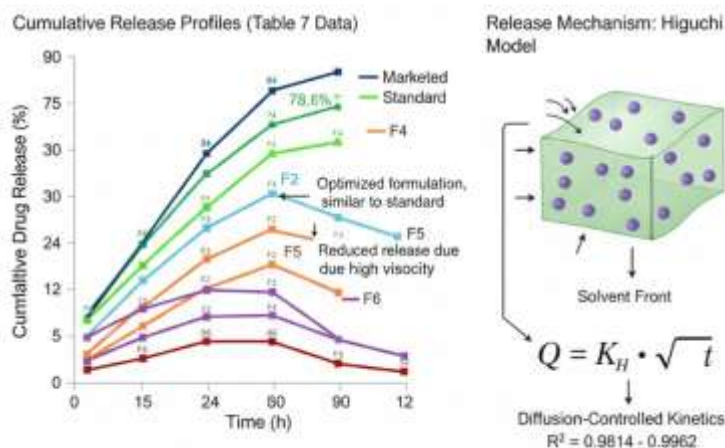 Cumulative Release Profiles (Table 7 Data)
Cumlaltive Drug Release (%)
90
75
30
30
24
12
5
0
0
15
24
80
90
12
Time (h)
78,6%
Marketed
Standard
F4
F2
Optimized formulation,
similar to standard
F5
F5
Reduced release due
due high visocity
F6
Release Mechanism: Higuchi
Model
Solvent Front
Q = K_H • √ t
Diffusion-Controlled Kinetics
R² = 0.9814 - 0.9962